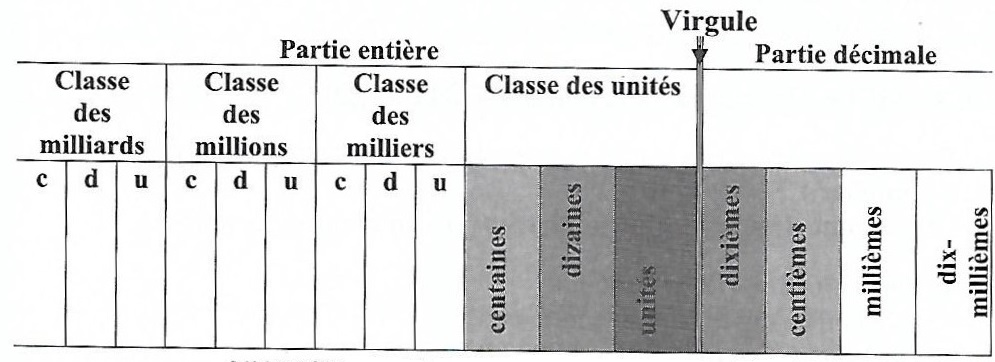 Virgule
Partie entière
Partie décimale
Classe des milliards
Classe des millions
Classe des milliers
Classe des unités
c d u c d u c d u
centaines
dizaines
unités
dixièmes
centièmes
millièmes
dix-
millièmes